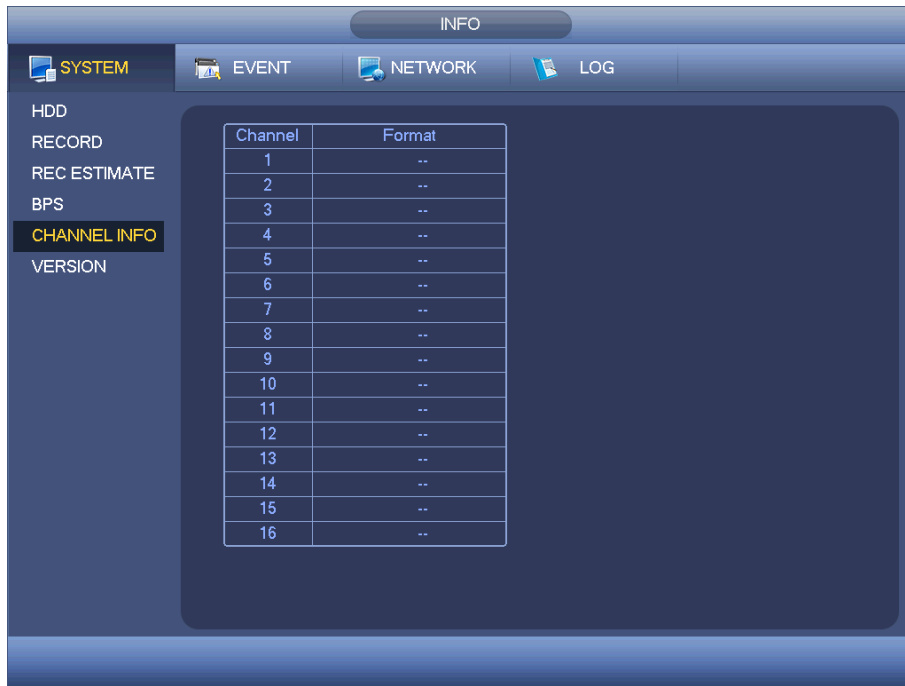 INFO
SYSTEM EVENT NETWORK LOG
HDD
RECORD
REC ESTIMATE
BPS
CHANNEL INFO
VERSION
Channel Format
1 --
2 --
3 --
4 --
5 --
6 --
7 --
8 --
9 --
10 --
11 --
12 --
13 --
14 --
15 --
16 --